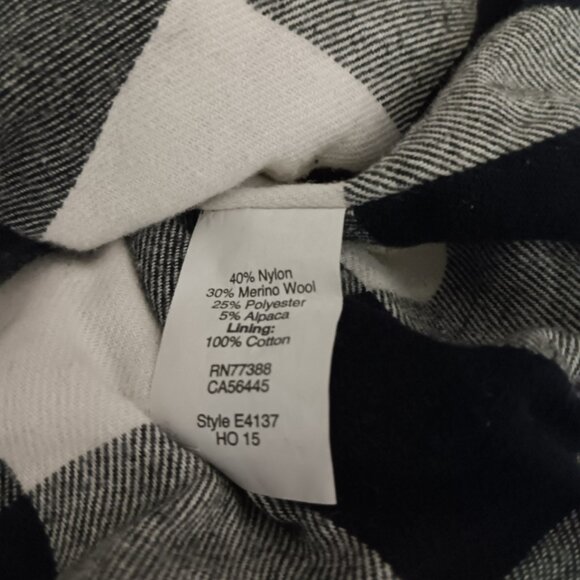 40% Nylon
30% Merino Wool
25% Polyester
5% Alpaca
Lining:
100% Cotton
RN77388
CA56445
Style E4137
HO 15